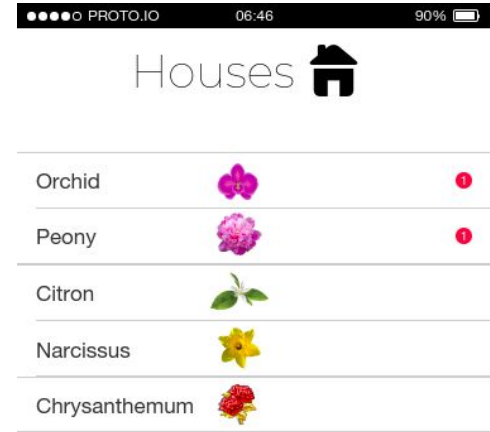 PROTO.IO 06:46 90%
Houses
Orchid 1
Peony 1
Citron
Narcissus
Chrysanthemum